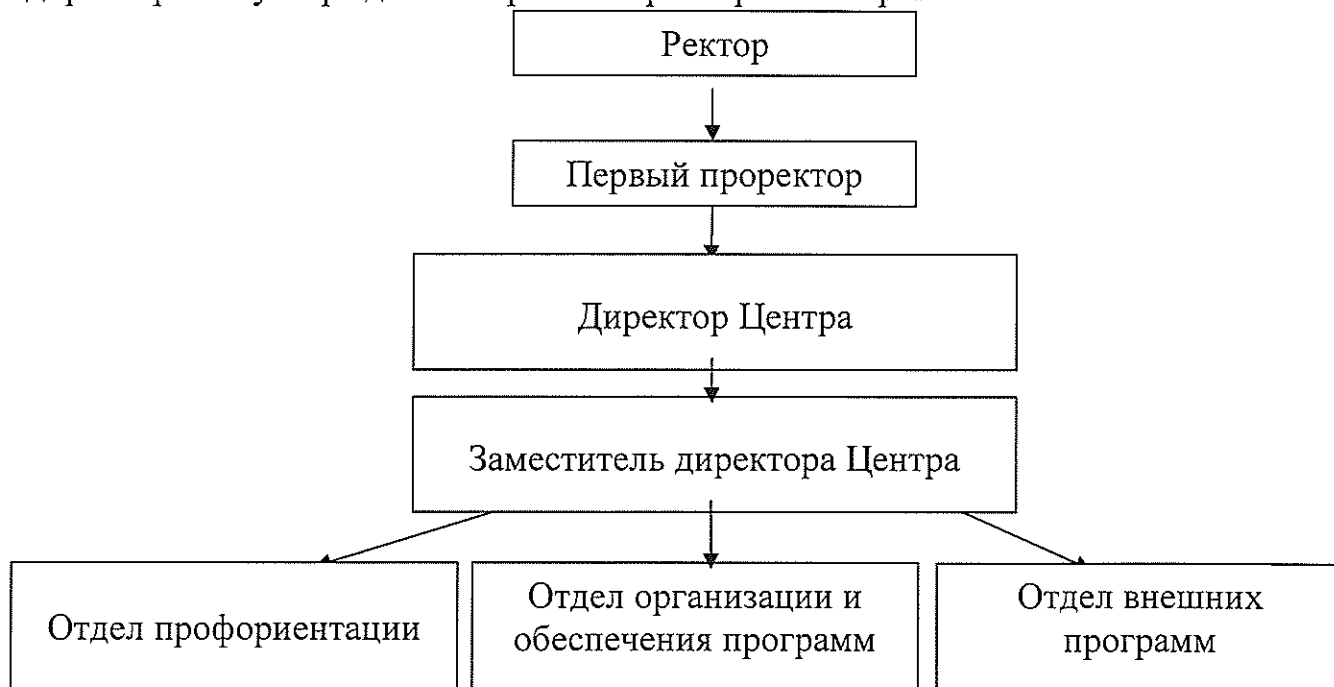 Ректор
Первый проректор
Директор Центра
Заместитель директора Центра
Отдел профориентации
Отдел организации и
обеспечения программ
Отдел внешних
программ